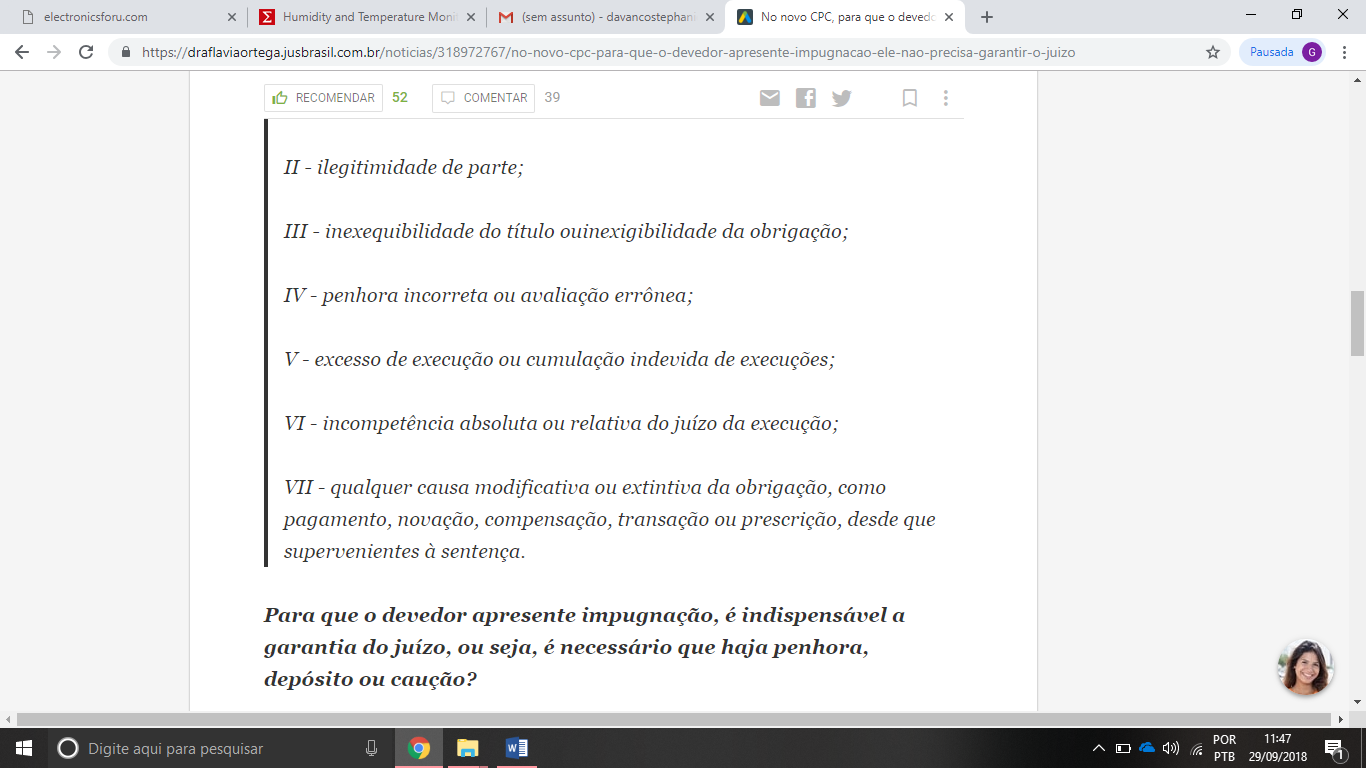 electronicsforu.com
Humidity and Temperature Monit
(sem assunto) - davancostephani
No novo CPC, para que o devedo
https://draflaviaortega.jusbrasil.com.br/noticias/318972767/no-novo-cpc-para-que-o-devedor-apresente-impugnacao-ele-nao-precisa-garantir-o-juizo
Pausada G
RECOMENDAR 52 COMENTAR 39
II - ilegitimidade de parte;
III - inexequibilidade do título ouinexigibilidade da obrigação;
IV - penhora incorreta ou avaliação errônea;
V - excesso de execução ou cumulação indevida de execuções;
VI - incompetência absoluta ou relativa do juízo da execução;
VII - qualquer causa modificativa ou extintiva da obrigação, como
pagamento, novação, compensação, transação ou prescrição, desde que
supervenientes à sentença.
Para que o devedor apresente impugnação, é indispensável a
garantia do juízo, ou seja, é necessário que haja penhora,
depósito ou caução?
Digite aqui para pesquisar
POR
PTB
11:47
29/09/2018
1